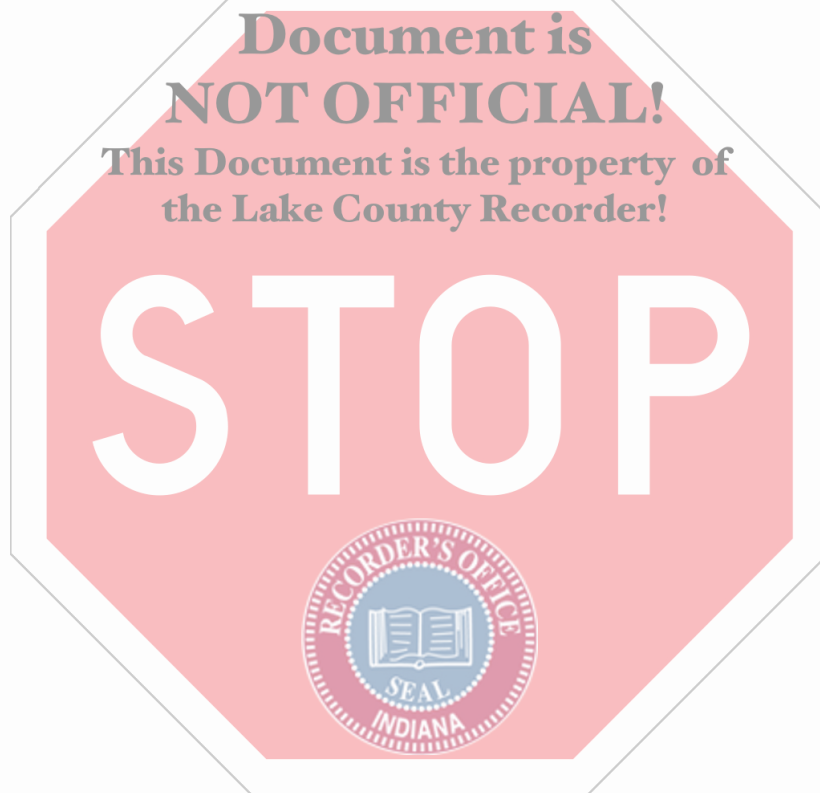 Document is
NOT OFFICIAL!
This Document is the property of
the Lake County Recorder!
STOP
RECORDER'S OFFICE
SEAL
INDIANA